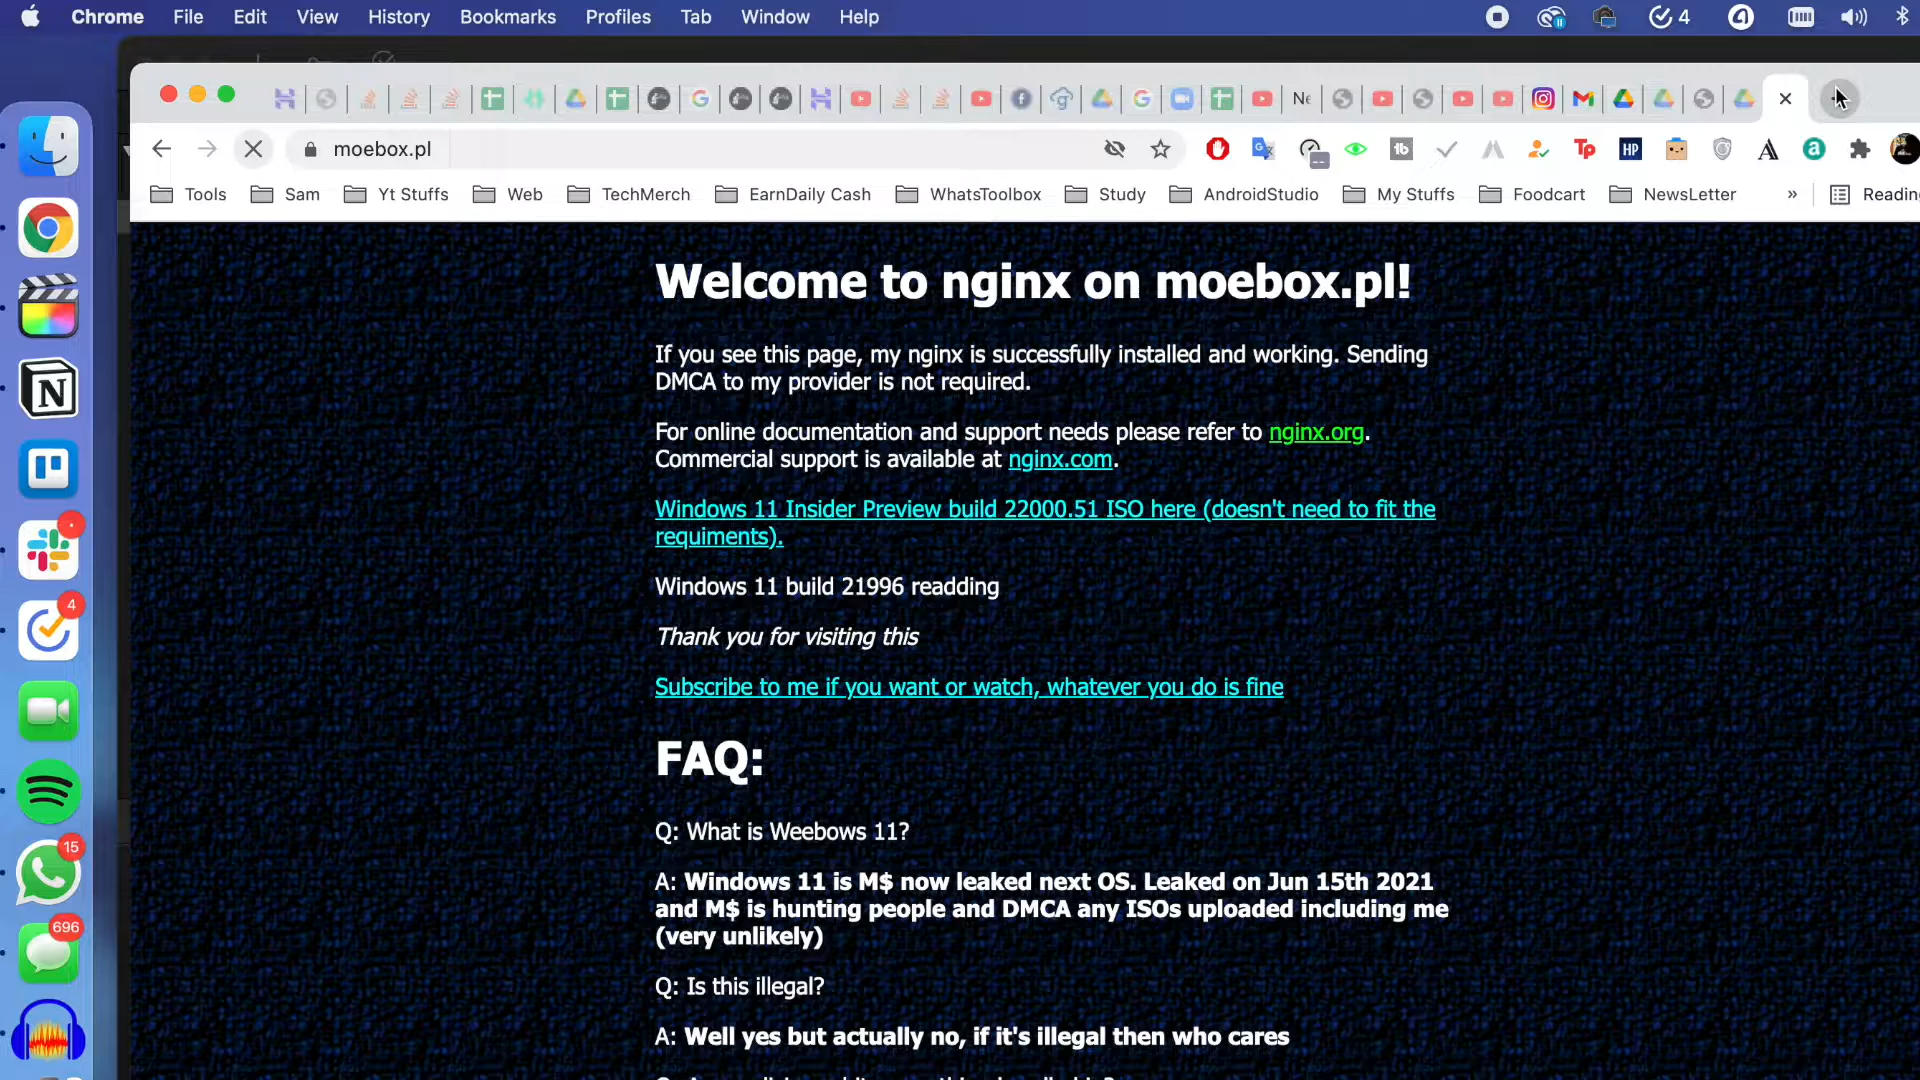 Chrome File Edit View History Bookmarks Profiles Tab Window Help 4
Ne
moebox.pl
tb Tp HP A a
Tools Sam Yt Stuffs Web TechMerch EarnDaily Cash WhatsToolbox Study AndroidStudio My Stuffs Foodcart NewsLetter » Reading
Welcome to nginx on moebox.pl!
If you see this page, my nginx is successfully installed and working. Sending
DMCA to my provider is not required.
For online documentation and support needs please refer to nginx.org.
Commercial support is available at nginx.com.
Windows 11 Insider Preview build 22000.51 ISO here (doesn't need to fit the
requiments).
Windows 11 build 21996 readding
Thank you for visiting this
Subscribe to me if you want or watch, whatever you do is fine
FAQ:
Q: What is Weebows 11?
A: Windows 11 is M$ now leaked next OS. Leaked on Jun 15th 2021
and M$ is hunting people and DMCA any ISOs uploaded including me
(very unlikely)
Q: Is this illegal?
A: Well yes but actually no, if it's illegal then who cares
N
4
15
696